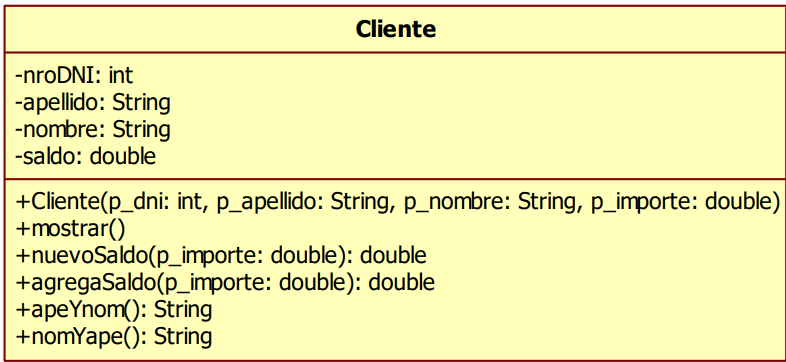 Cliente
-nroDNI: int
-apellido: String
-nombre: String
-saldo: double
+Cliente(p_dni: int, p_apellido: String, p_nombre: String, p_importe: double)
+mostrar()
+nuevoSaldo(p_importe: double): double
+agregaSaldo(p_importe: double): double
+apeYnom(): String
+nomYape(): String